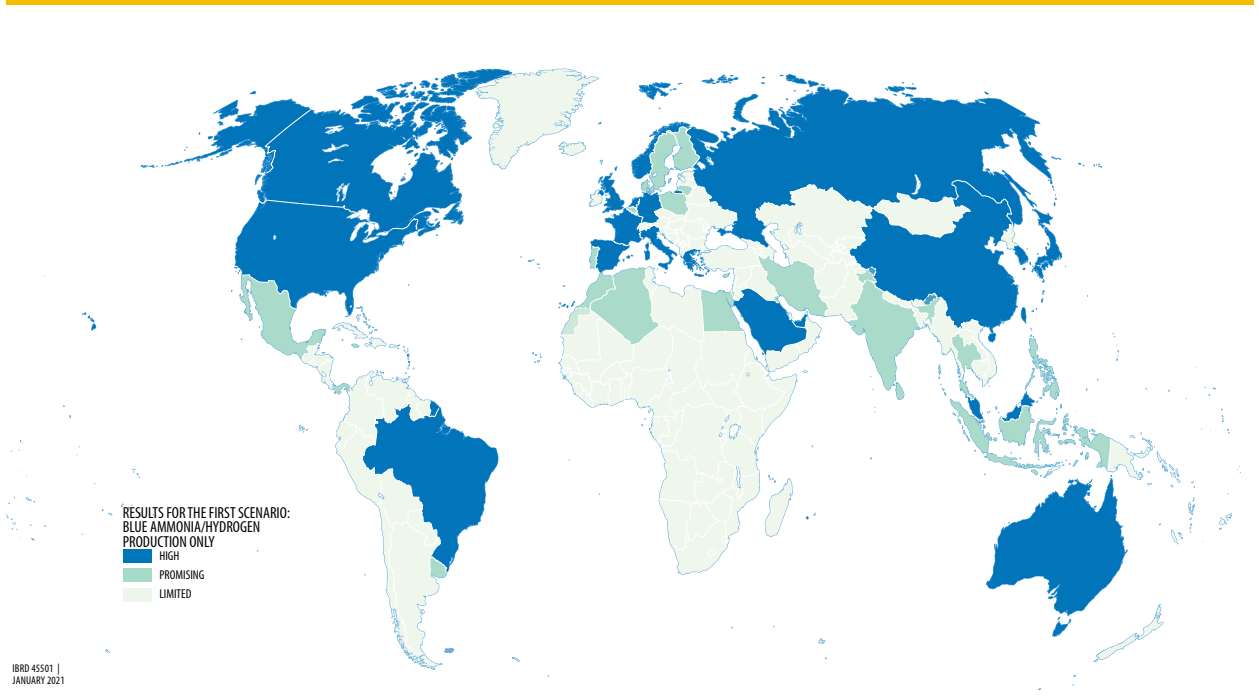 RESULTS FOR THE FIRST SCENARIO:
BLUE AMMONIA/HYDROGEN
PRODUCTION ONLY
HIGH
PROMISING
LIMITED
IBRD 45501 |
JANUARY 2021